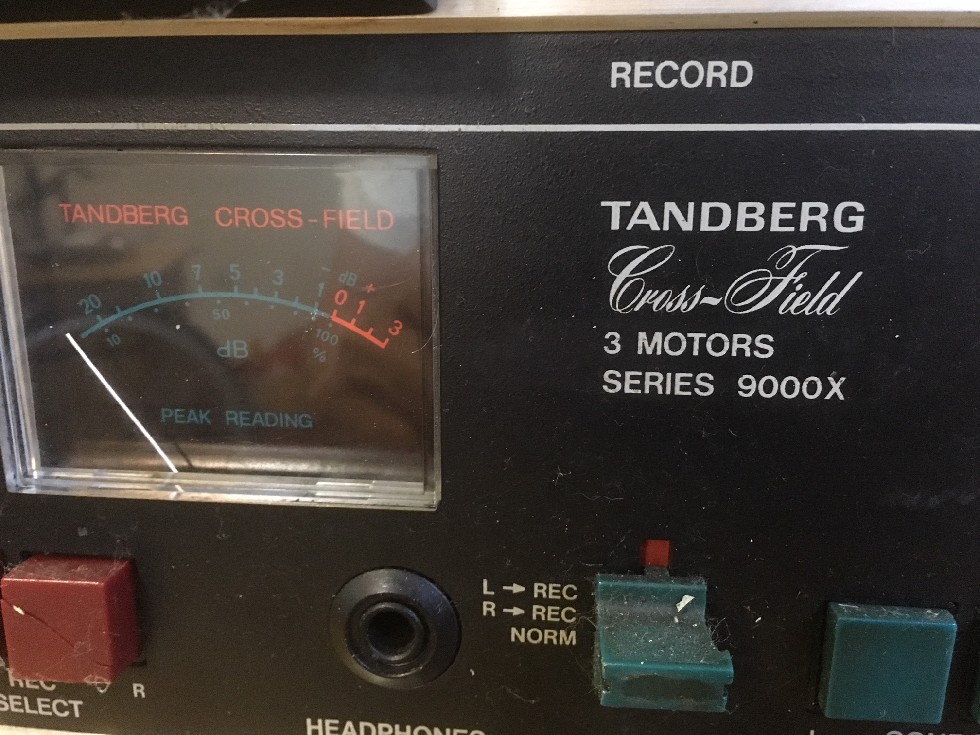 RECORD
TANDBERG CROSS-FIELD
20 10 7 5 3 1 - dB
0 1 3
10 50 100
dB %
PEAK READING
TANDBERG
Cross-Field
3 MOTORS
SERIES 9000X
L → REC
R → REC
NORM
REC R
SELECT
HEADPHONES